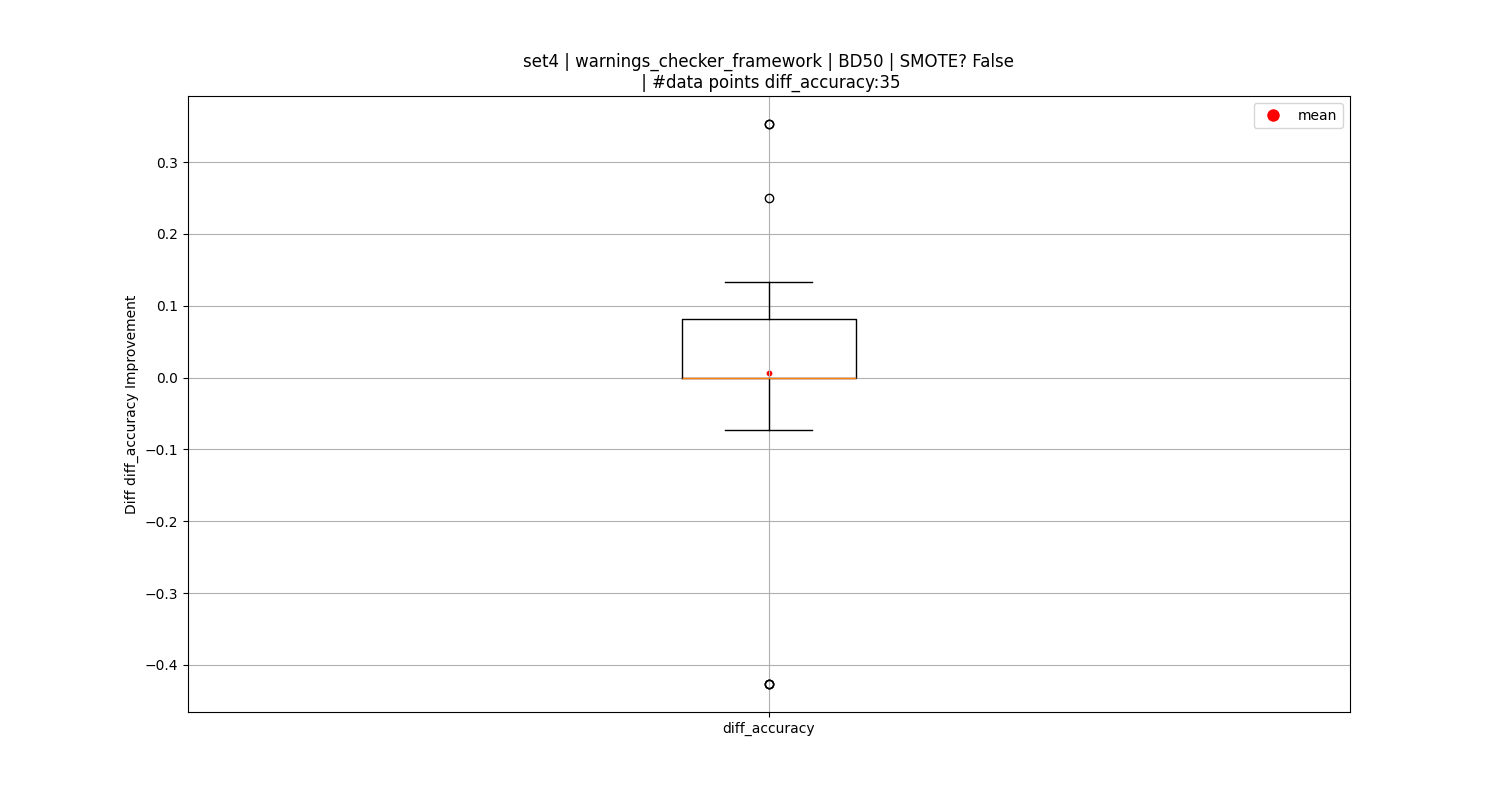 set4 | warnings_checker_framework | BD50 | SMOTE? False
| #data points diff_accuracy:35
mean
0.3
0.2
0.1
0.0
−0.1
−0.2
−0.3
−0.4
Diff diff_accuracy Improvement
diff_accuracy